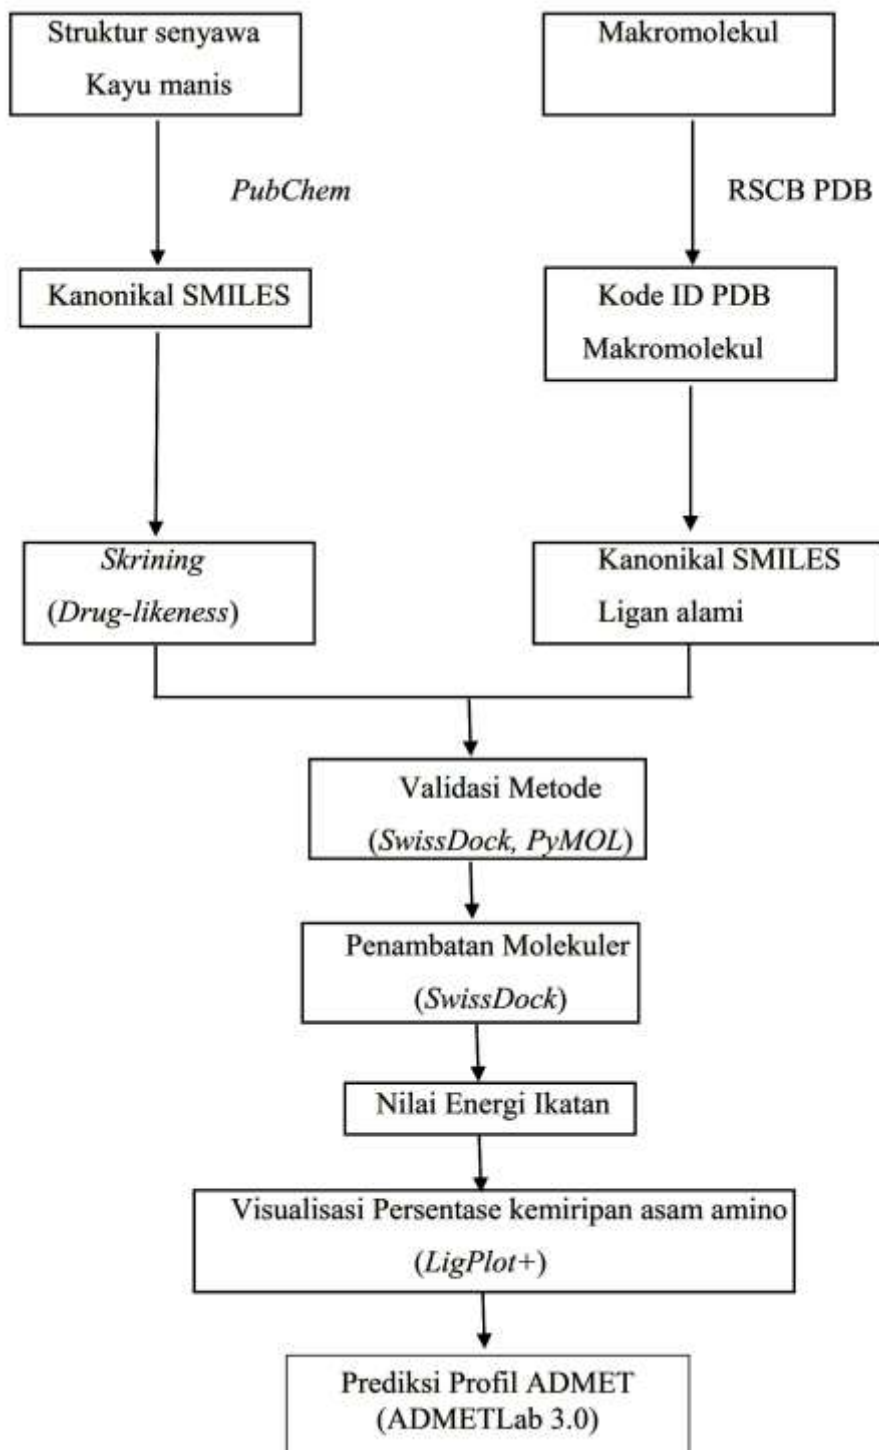 Struktur senyawa
Kayu manis
Makromolekul
PubChem
RSCB PDB
Kanonikal SMILES
Kode ID PDB
Makromolekul
Skrining
(Drug-likeness)
Kanonikal SMILES
Ligan alami
Validasi Metode
(SwissDock, PyMOL)
Penambatan Molekuler
(SwissDock)
Nilai Energi Ikatan
Visualisasi Persentase kemiripan asam amino
(LigPlot+)
Prediksi Profil ADMET
(ADMETLab 3.0)